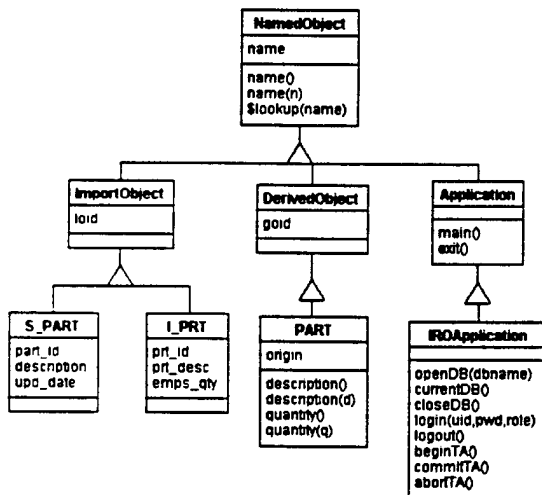 NamedObject
name
name()
name(n)
$lookup(name)
ImportObject
loid
DerivedObject
goid
Application
main()
exit()
S_PART
part_id
description
upd_date
I_PRT
prt_id
prt_desc
emps_qty
PART
origin
description()
description(d)
quantity()
quantity(q)
IROApplication
openDB(dbname)
currentDB()
closeDB()
login(uid,pwd,role)
logout()
beginTA()
commitTA()
abortTA()